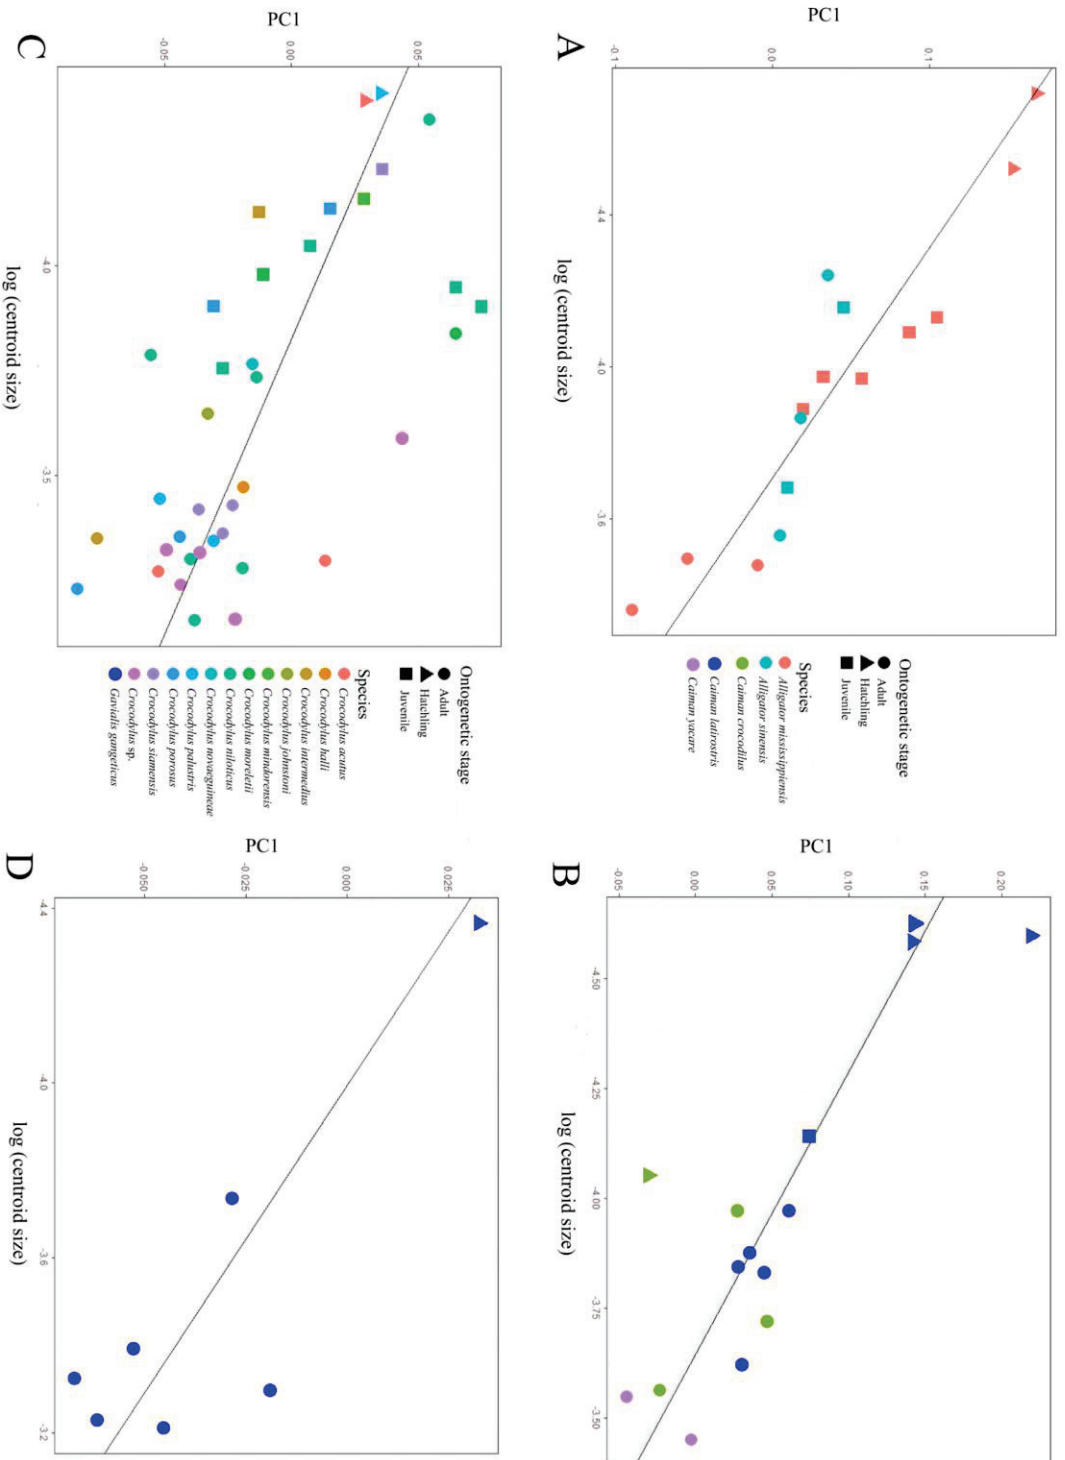 A
PC1
0.1
0.0
-0.1
-4.4
-4.0
-3.6
log (centroid size)
Ontogenetic stage
Adult
Hatchling
Juvenile
Species
Alligator mississippiensis
Alligator sinensis
Caiman crocodilus
Caiman latirostris
Caiman yacare
B
PC1
0.20
0.15
0.10
0.05
0.00
-0.05
-4.50
-4.25
-4.00
-3.75
-3.50
log (centroid size)
C
PC1
0.05
0.00
-0.05
-4.0
-3.5
log (centroid size)
Ontogenetic stage
Adult
Hatchling
Juvenile
Species
Crocodylus acutus
Crocodylus halli
Crocodylus intermedius
Crocodylus johnstoni
Crocodylus mindorensis
Crocodylus moreletii
Crocodylus niloticus
Crocodylus novaeguineae
Crocodylus palustris
Crocodylus porosus
Crocodylus siamensis
Crocodylus sp.
Gavialis gangeticus
D
PC1
0.025
0.000
-0.025
-0.050
-4.4
-4.0
-3.6
-3.2
log (centroid size)